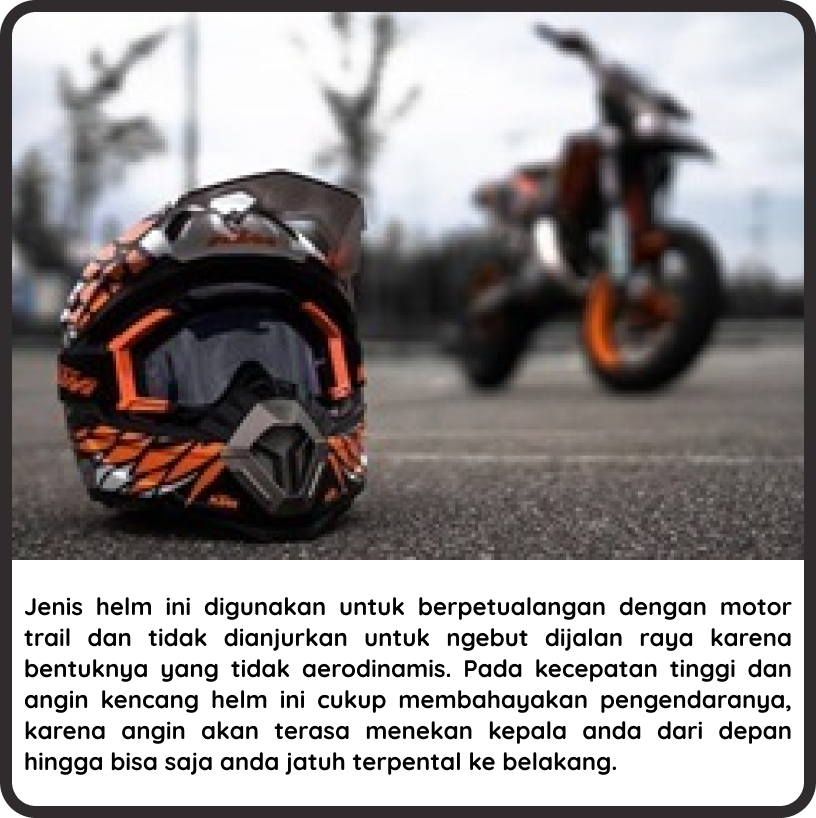 KTM
Jenis helm ini digunakan untuk berpetualangan dengan motor
trail dan tidak dianjurkan untuk ngebut dijalan raya karena
bentuknya yang tidak aerodinamis. Pada kecepatan tinggi dan
angin kencang helm ini cukup membahayakan pengendaranya,
karena angin akan terasa menekan kepala anda dari depan
hingga bisa saja anda jatuh terpental ke belakang.